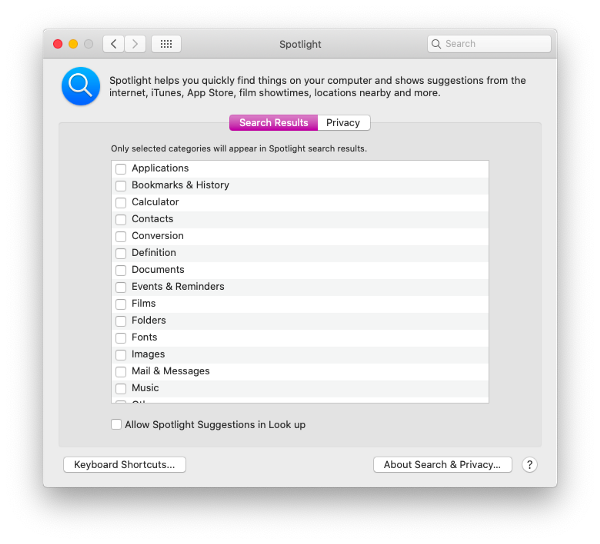 Spotlight
Search
Spotlight helps you quickly find things on your computer and shows suggestions from the
internet, iTunes, App Store, film showtimes, locations nearby and more.
Search Results
Privacy
Only selected categories will appear in Spotlight search results.
Applications
Bookmarks & History
Calculator
Contacts
Conversion
Definition
Documents
Events & Reminders
Films
Folders
Fonts
Images
Mail & Messages
Music
Allow Spotlight Suggestions in Look up
Keyboard Shortcuts...
About Search & Privacy...
?